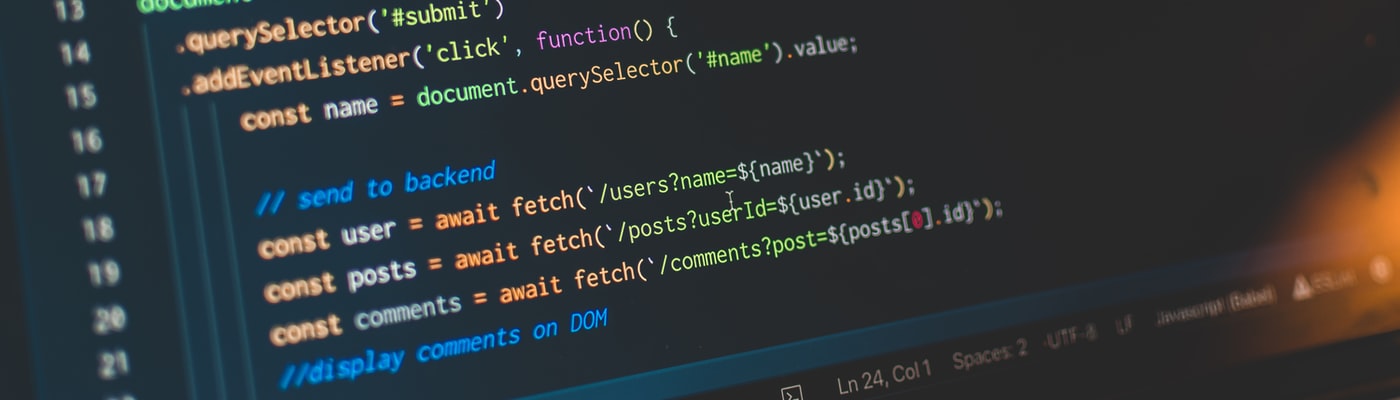 13 document
14 .querySelector('#submit')
15 .addEventListener('click', function() {
16 const name = document.querySelector('#name').value;
17
18 // send to backend
19 const user = await fetch(`/users?name=${name}`);
20 const posts = await fetch(`/posts?userId=${user.id}`);
21 const comments = await fetch(`/comments?post=${posts[0].id}`);
//display comments on DOM
Ln 24, Col 1 Spaces: 2 UTF-8 LF Javascript (Babel)